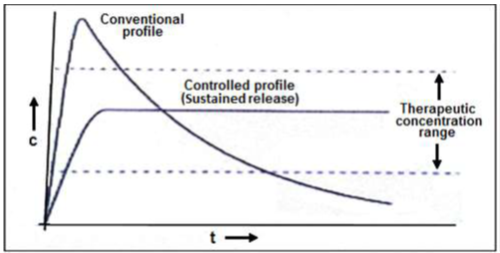 Conventional
profile
Controlled profile
(Sustained release)
Therapeutic
concentration
range
c
t